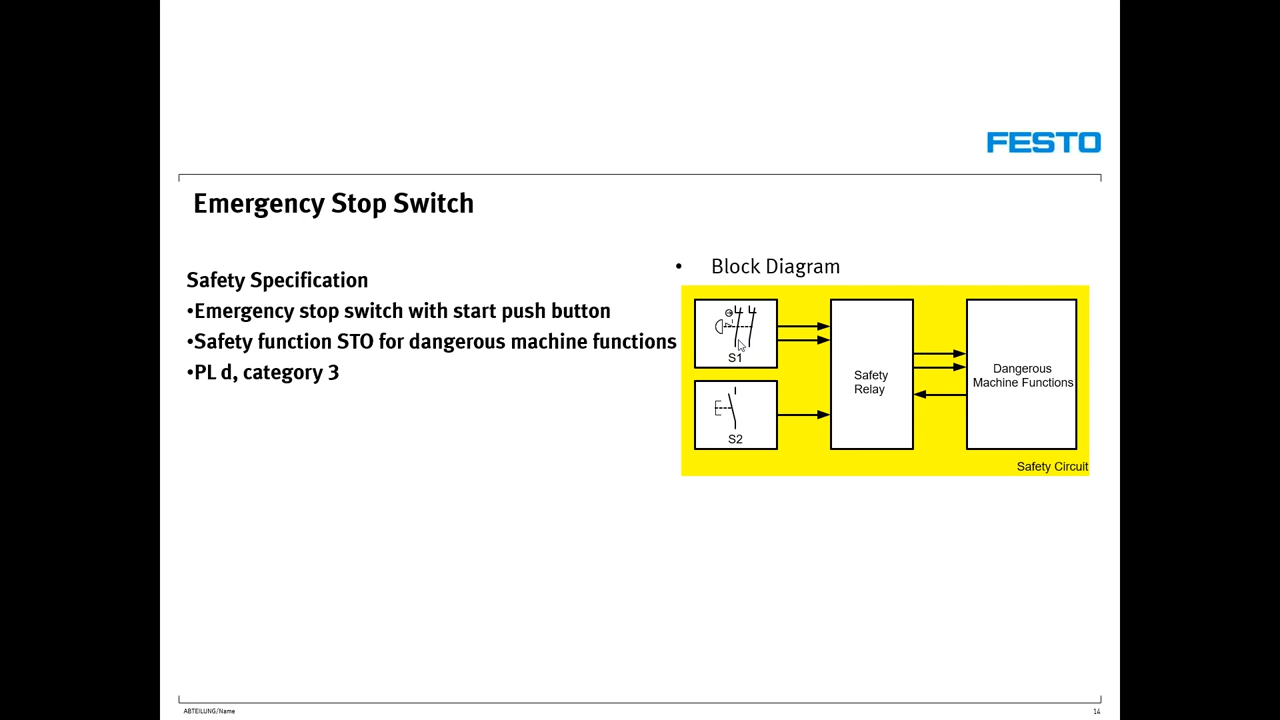 FESTO
Emergency Stop Switch
Safety Specification
•Emergency stop switch with start push button
•Safety function STO for dangerous machine functions
•PL d, category 3
• Block Diagram
S1
S2
Safety
Relay
Dangerous
Machine Functions
Safety Circuit
ABTEILUNG/Name
14